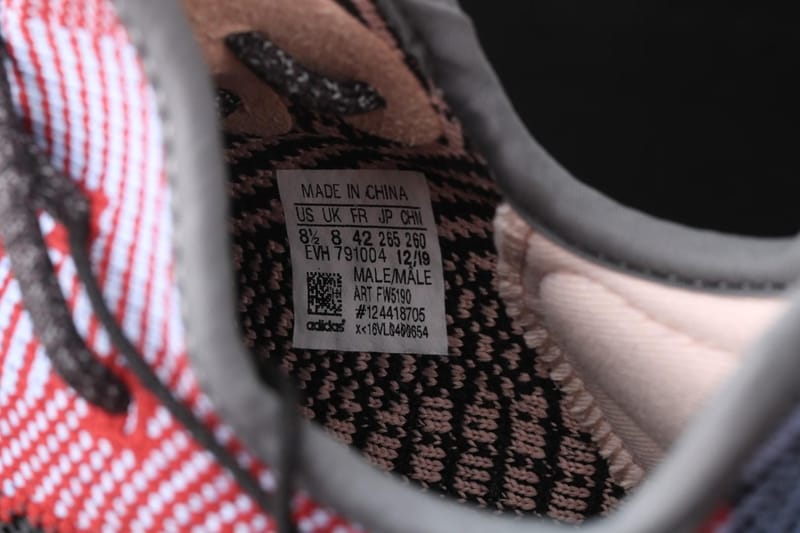 MADE IN CHINA
US UK FR JP CHN
8½ 8 42 265 260
EVH 791004 12/19
MALE/MÂLE
ART FW5190
#124418705
adidas x<16VL0400654